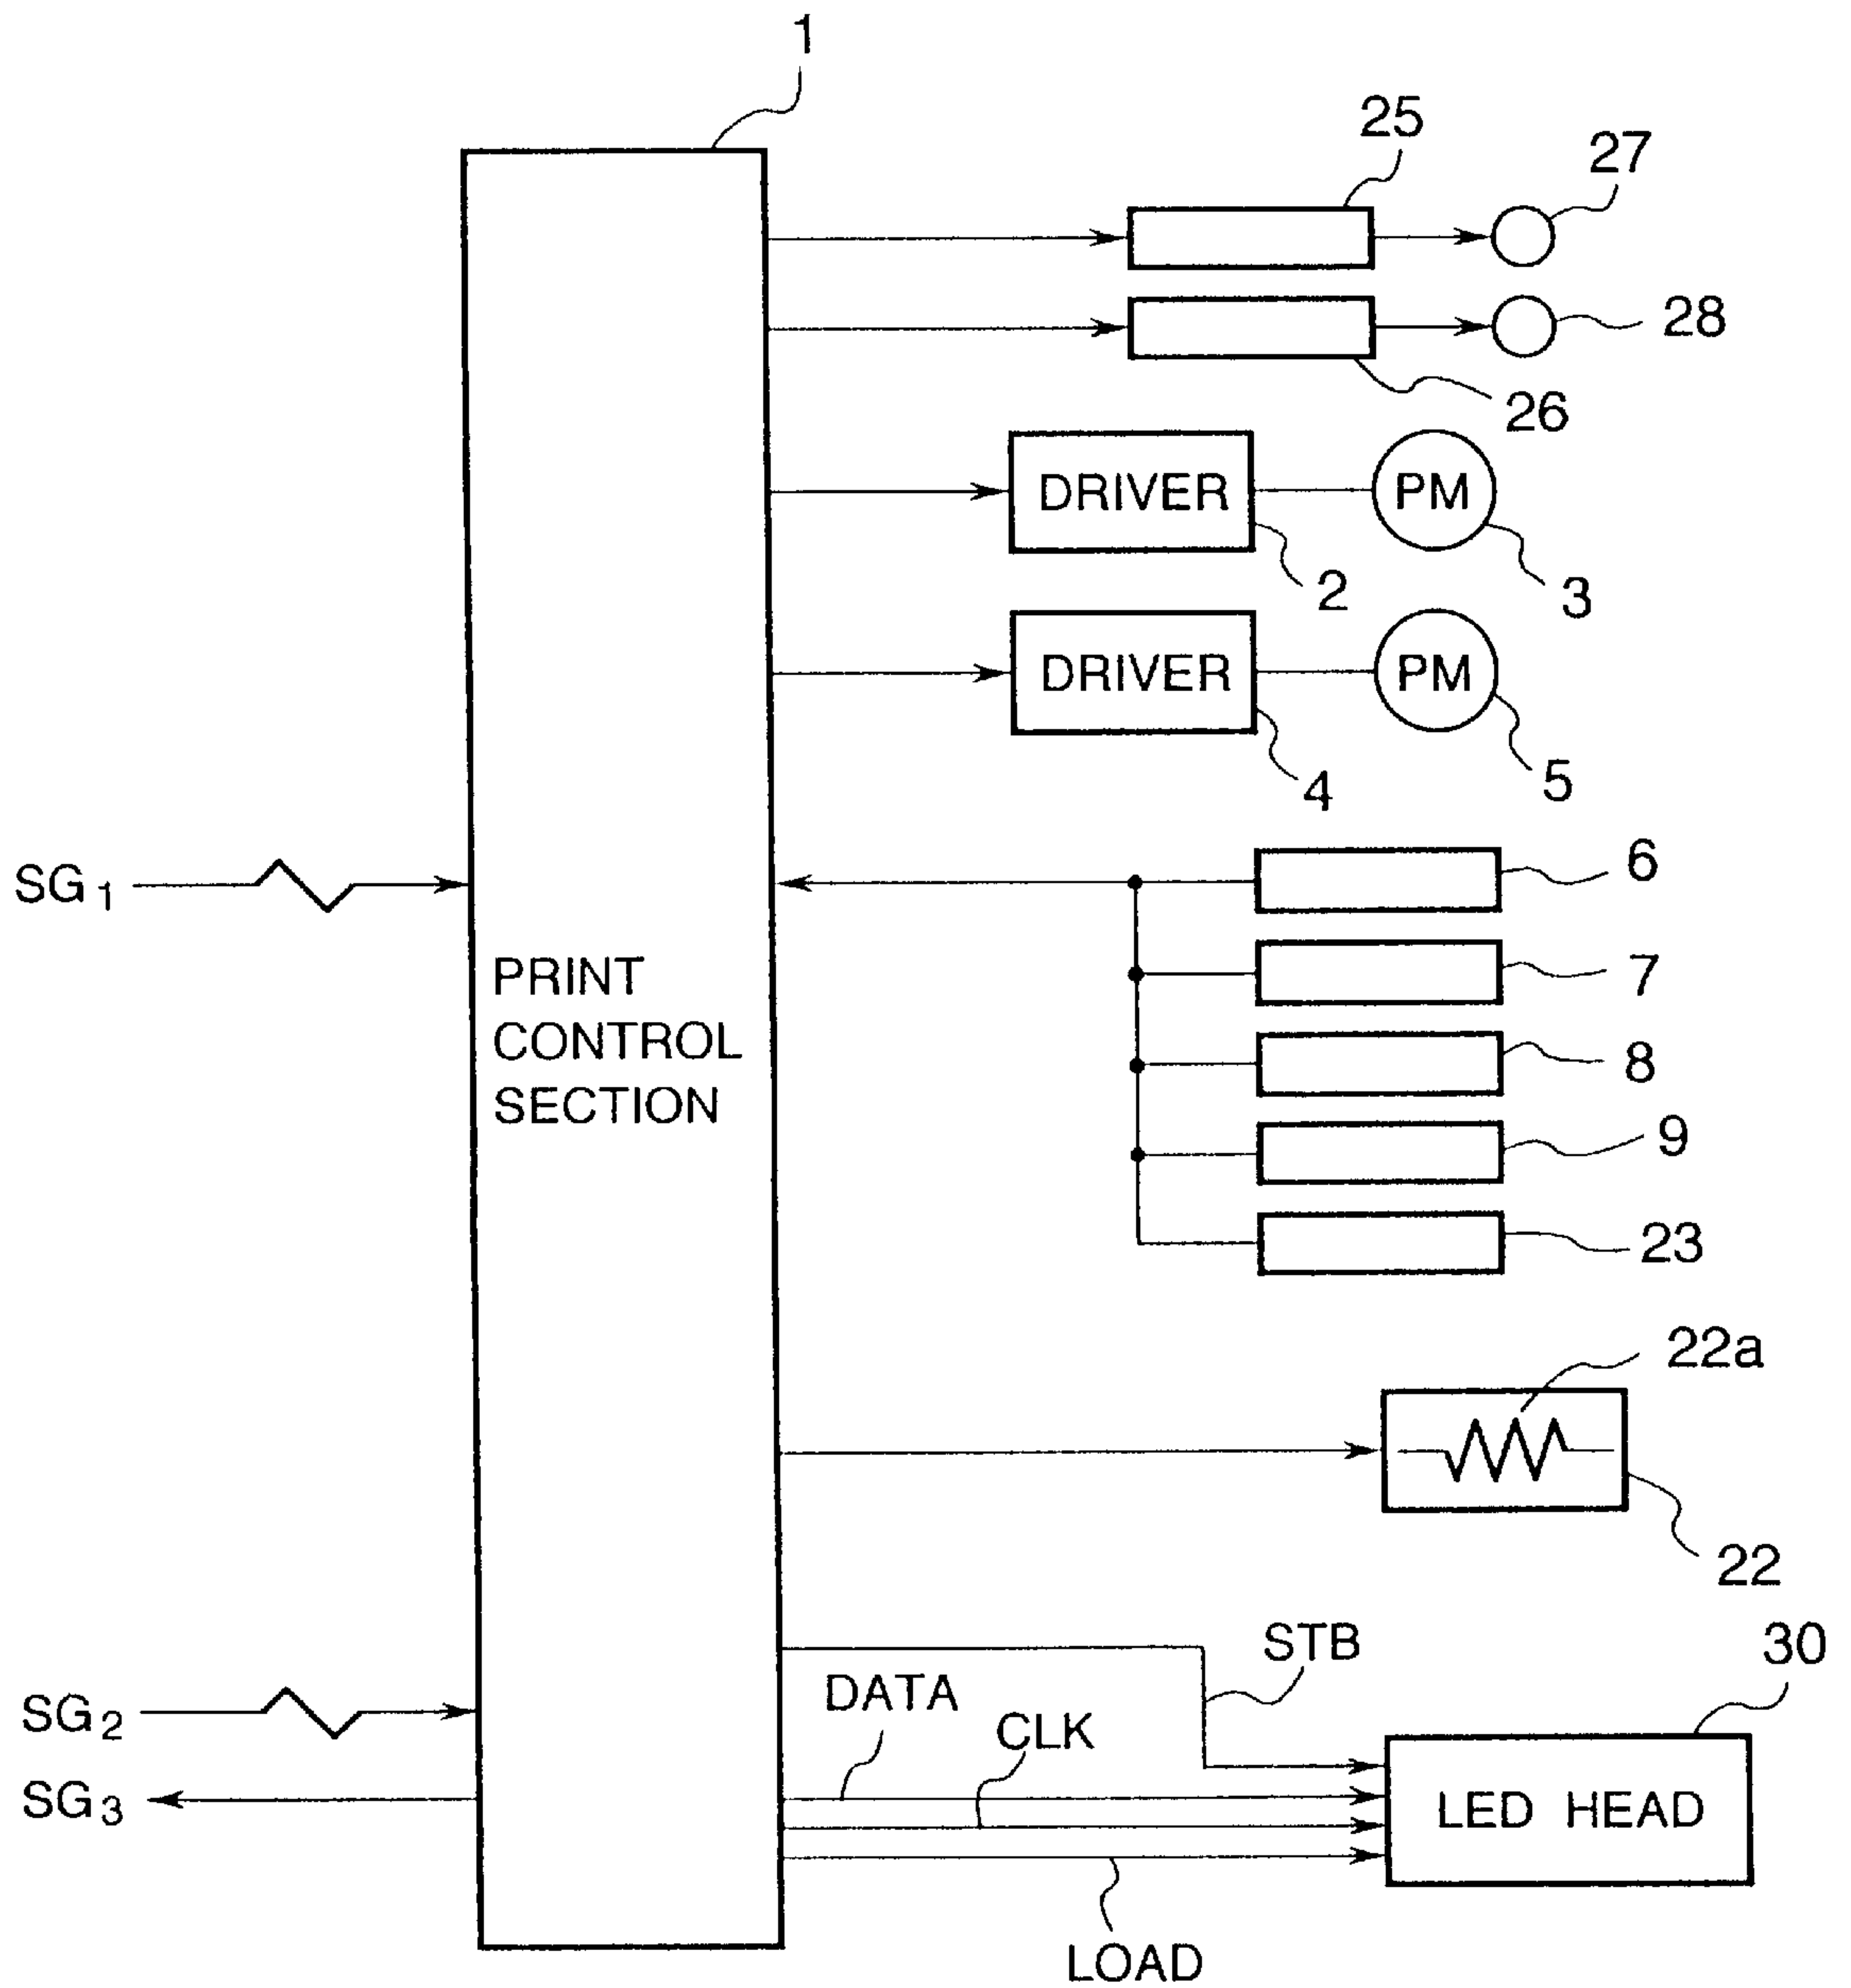 1
25
27
28
26
DRIVER
PM
2
3
DRIVER
PM
4
5
SG1
6
PRINT
CONTROL
SECTION
7
8
9
23
22a
22
STB
30
DATA
SG2
CLK
SG3
LED HEAD
LOAD